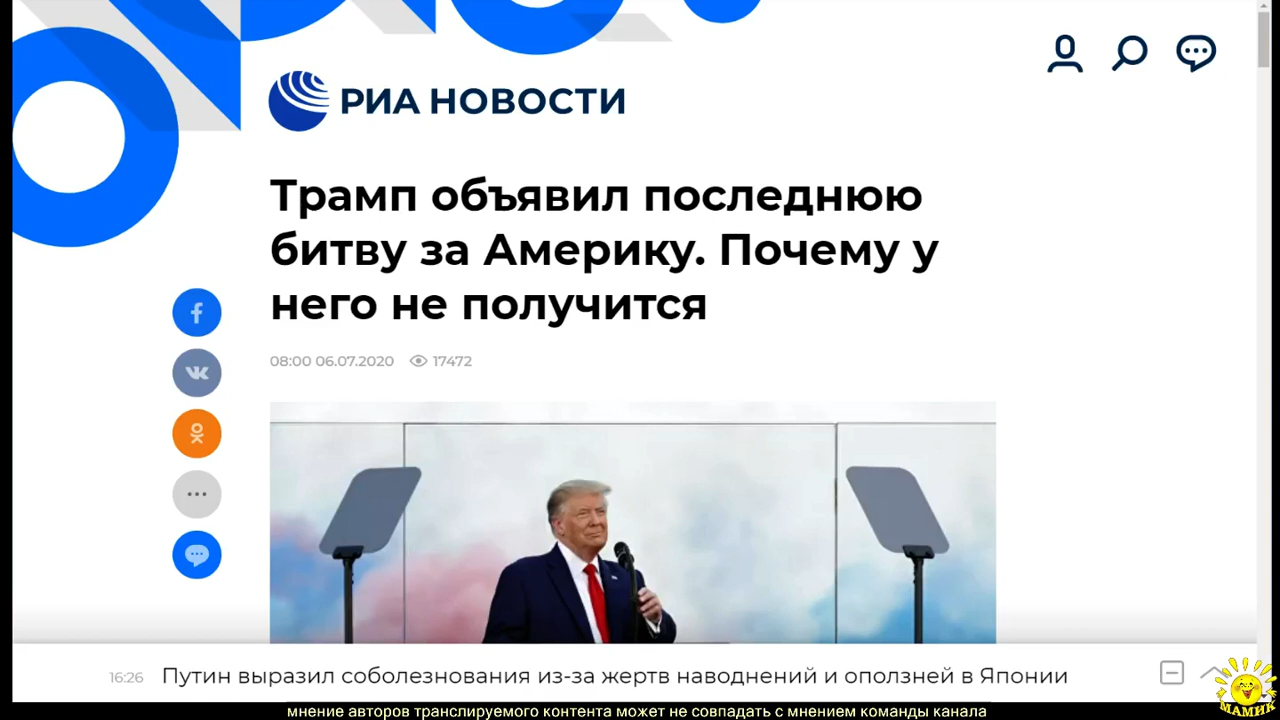 РИА НОВОСТИ
Трамп объявил последнюю
битву за Америку. Почему у
него не получится
08:00 06.07.2020 17472
16:26 Путин выразил соболезнования из-за жертв наводнений и оползней в Японии
МАМИК
мнение авторов транслируемого контента может не совпадать с мнением команды канала